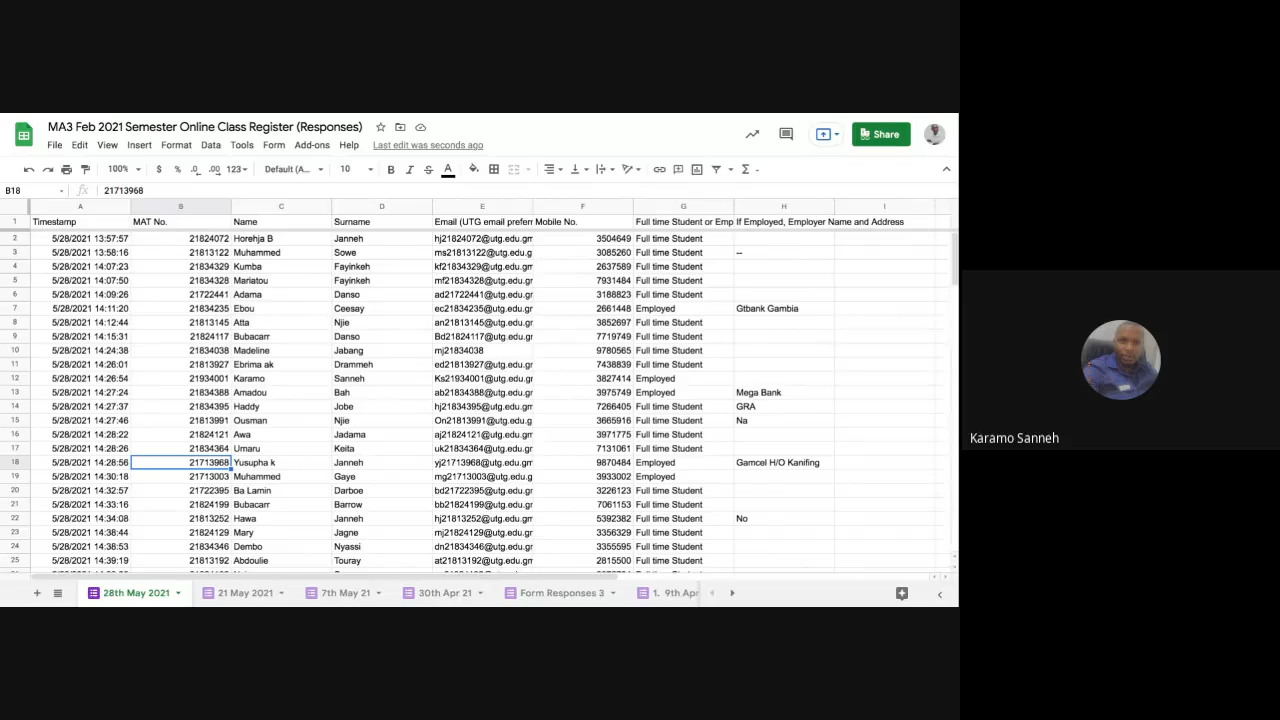 MA3 Feb 2021 Semester Online Class Register (Responses)
File Edit View Insert Format Data Tools Form Add-ons Help Last edit was seconds ago
Share
100% $ % .0 .00 123 Default (A... 10 B I S A
B18 fx 21713968
A B C D E F G H I
1 Timestamp MAT No. Name Surname Email (UTG email preferr Mobile No. Full time Student or Emp If Employed, Employer Name and Address
2 5/28/2021 13:57:57 21824072 Horehja B Janneh hj21824072@utg.edu.gm 3504649 Full time Student
3 5/28/2021 13:58:16 21813122 Muhammed Sowe ms21813122@utg.edu.g 3085260 Full time Student --
4 5/28/2021 14:07:23 21834329 Kumba Fayinkeh kf21834329@utg.edu.gm 2637589 Full time Student
5 5/28/2021 14:07:50 21834328 Mariatou Fayinkeh mf21834328@utg.edu.gr 7931484 Full time Student
6 5/28/2021 14:09:26 21722441 Adama Danso ad21722441@utg.edu.gr 3188823 Full time Student
7 5/28/2021 14:11:20 21834235 Ebou Ceesay ec21834235@utg.edu.gr 2661448 Employed Gtbank Gambia
8 5/28/2021 14:12:44 21813145 Atta Njie an21813145@utg.edu.gr 3852697 Full time Student
9 5/28/2021 14:15:31 21824117 Bubacarr Danso Bd21824117@utg.edu.gr 7719749 Full time Student
10 5/28/2021 14:24:38 21834038 Madeline Jabang mj21834038 9780565 Full time Student
11 5/28/2021 14:26:01 21813927 Ebrima ak Drammeh ed21813927@utg.edu.gr 7438839 Full time Student
12 5/28/2021 14:26:54 21934001 Karamo Sanneh Ks21934001@utg.edu.gr 3827414 Employed
13 5/28/2021 14:27:24 21834388 Amadou Bah ab21834388@utg.edu.gr 3975749 Employed Mega Bank
14 5/28/2021 14:27:37 21834395 Haddy Jobe hj21834395@utg.edu.gm 7266405 Full time Student GRA
15 5/28/2021 14:27:46 21813991 Ousman Njie On21813991@utg.edu.gr 3665916 Full time Student Na
16 5/28/2021 14:28:22 21824121 Awa Jadama aj21824121@utg.edu.gm 3971775 Full time Student
17 5/28/2021 14:28:26 21834364 Umaru Keita uk21834364@utg.edu.gr 7131061 Full time Student
18 5/28/2021 14:28:56 21713968 Yusupha k Janneh yj21713968@utg.edu.gm 9870484 Employed Gamcel H/O Kanifing
19 5/28/2021 14:30:18 21713003 Muhammed Gaye mg21713003@utg.edu.gr 3933002 Employed
20 5/28/2021 14:32:57 21722395 Ba Lamin Darboe bd21722395@utg.edu.gr 3226123 Full time Student
21 5/28/2021 14:33:16 21824199 Bubacarr Barrow bb21824199@utg.edu.gr 7061153 Full time Student
22 5/28/2021 14:34:08 21813252 Hawa Janneh hj21813252@utg.edu.gm 5392382 Full time Student No
23 5/28/2021 14:38:44 21824129 Mary Jagne mj21824129@utg.edu.gr 3356329 Full time Student
24 5/28/2021 14:38:53 21834346 Dembo Nyassi dn21834346@utg.edu.gr 3355595 Full time Student
25 5/28/2021 14:39:19 21813192 Abdoulie Touray at21813192@utg.edu.gm 2815500 Full time Student
28th May 2021 21 May 2021 7th May 21 30th Apr 21 Form Responses 3 1. 9th Apr
Karamo Sanneh